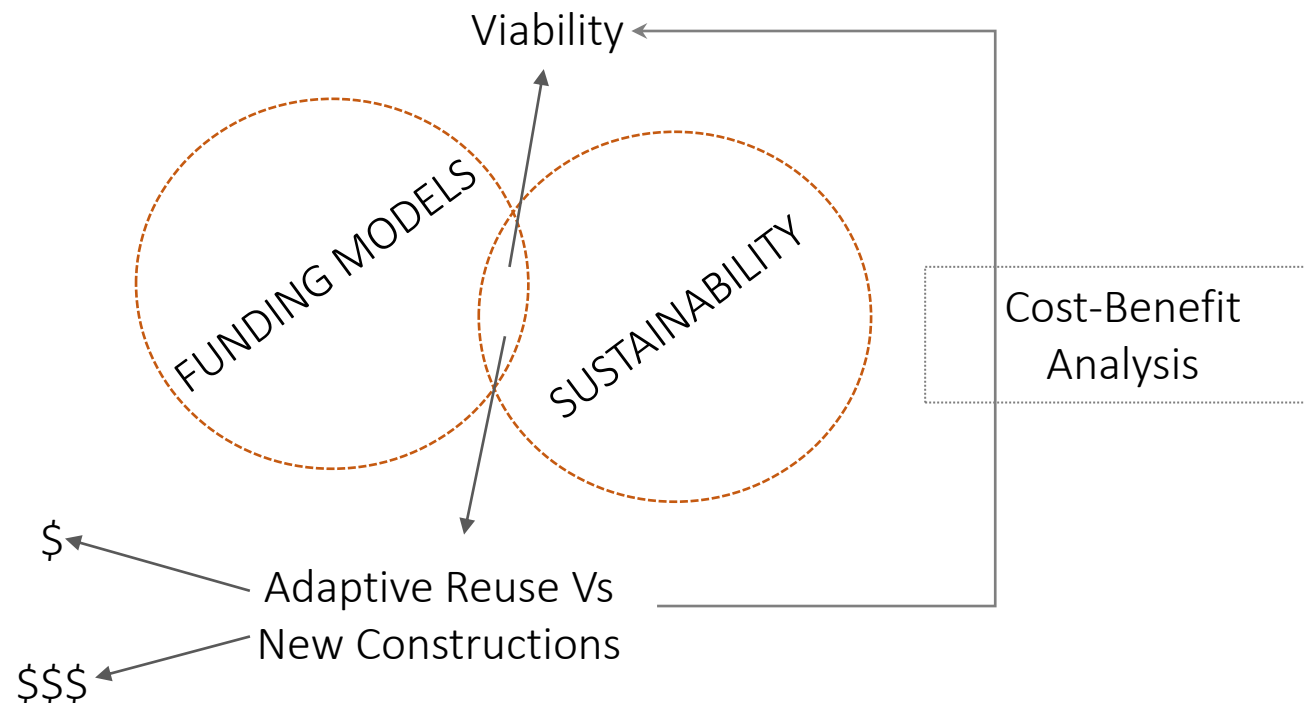 Viability
FUNDING MODELS
SUSTAINABILITY
Cost-Benefit
Analysis
$
Adaptive Reuse Vs
New Constructions
$$$